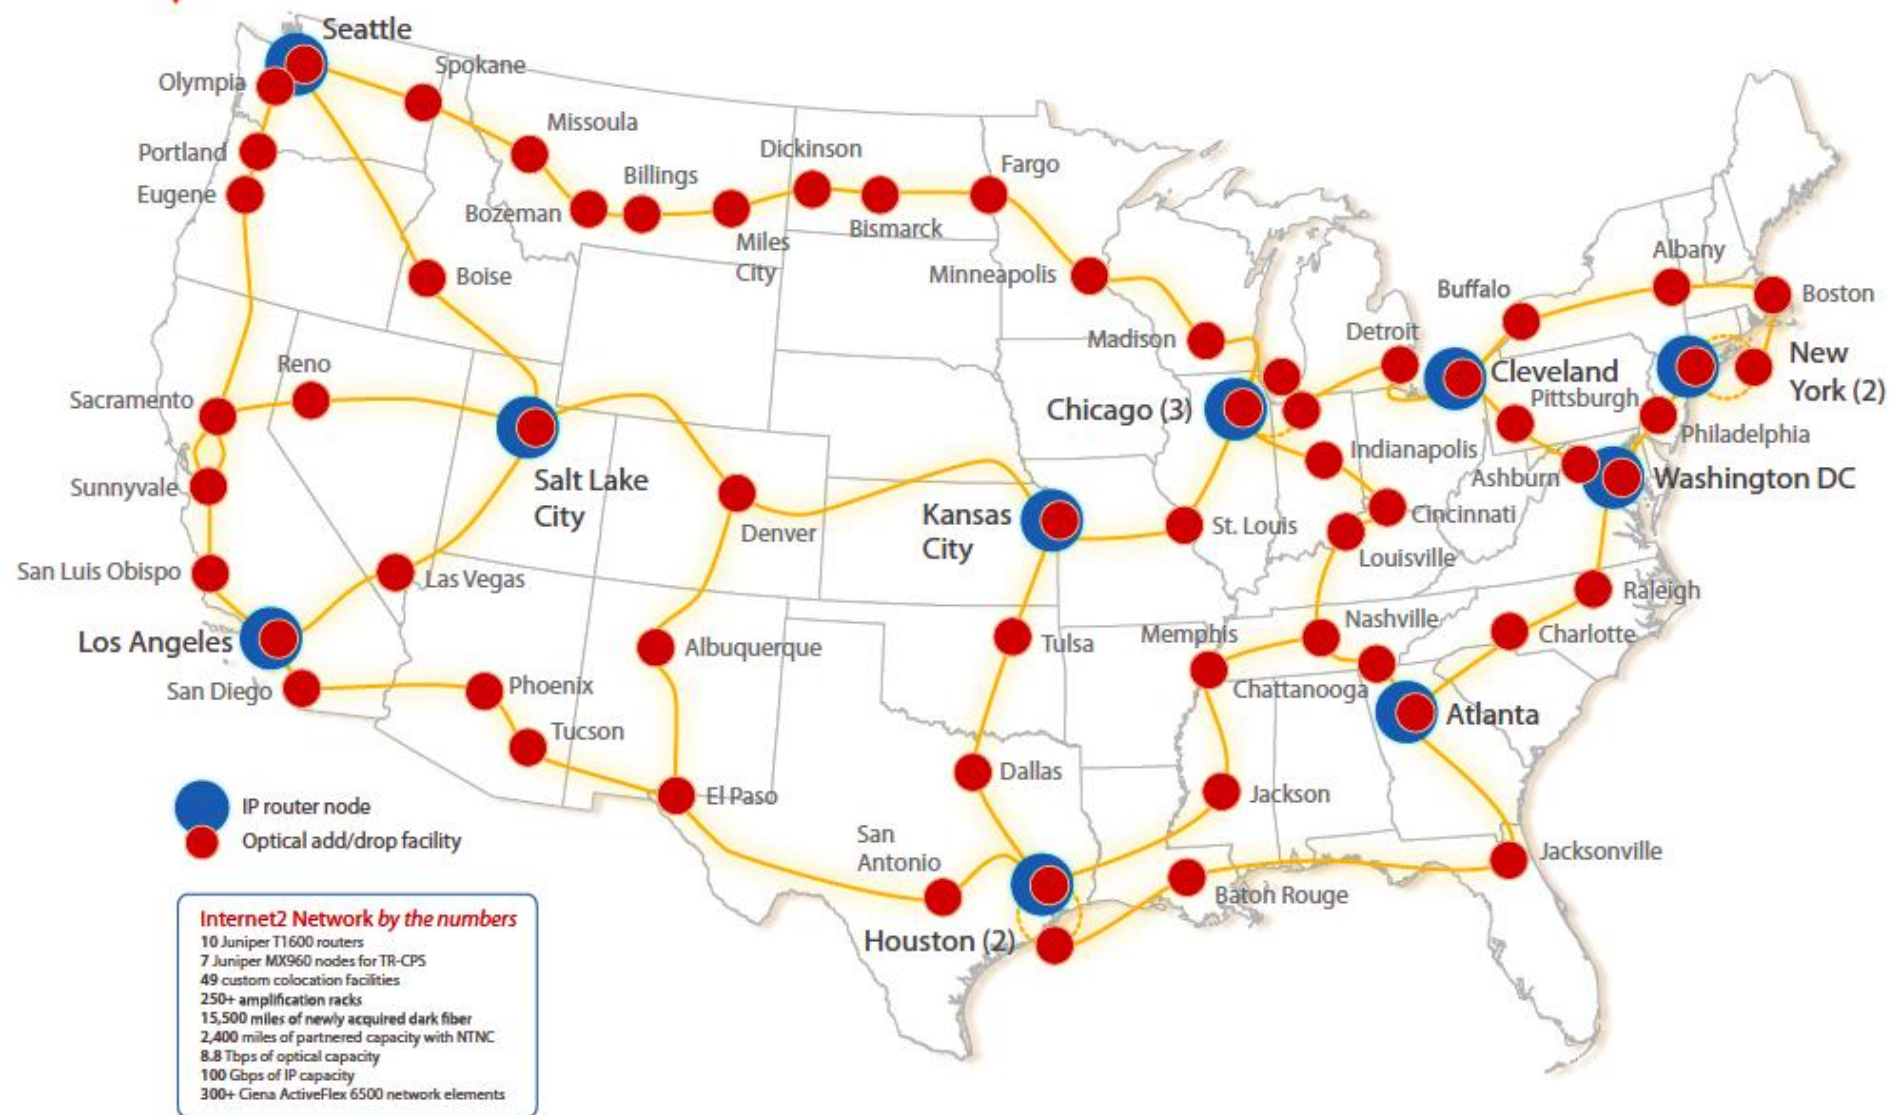 Seattle
Spokane
Olympia
Missoula
Portland
Dickinson
Fargo
Billings
Eugene
Bozeman
Bismarck
Miles
City
Albany
Boise
Minneapolis
Buffalo
Boston
Madison
Detroit
Reno
New
York (2)
Cleveland
Pittsburgh
Sacramento
Chicago (3)
Philadelphia
Indianapolis
Salt Lake
City
Sunnyvale
Ashburn
Washington DC
Kansas
City
Denver
St. Louis
Cincinnati
Louisville
San Luis Obispo
Las Vegas
Raleigh
Nashville
Los Angeles
Albuquerque
Tulsa
Memphis
Charlotte
San Diego
Phoenix
Chattanooga
Atlanta
Tucson
Dallas
El Paso
Jackson
IP router node
Optical add/drop facility
San
Antonio
Jacksonville
Baton Rouge
Houston (2)
Internet2 Network by the numbers
10 Juniper T1600 routers
7 Juniper MX960 nodes for TR-CPS
49 custom colocation facilities
250+ amplification racks
15,500 miles of newly acquired dark fiber
2,400 miles of partnered capacity with NTNC
8.8 Tbps of optical capacity
100 Gbps of IP capacity
300+ Ciena ActiveFlex 6500 network elements